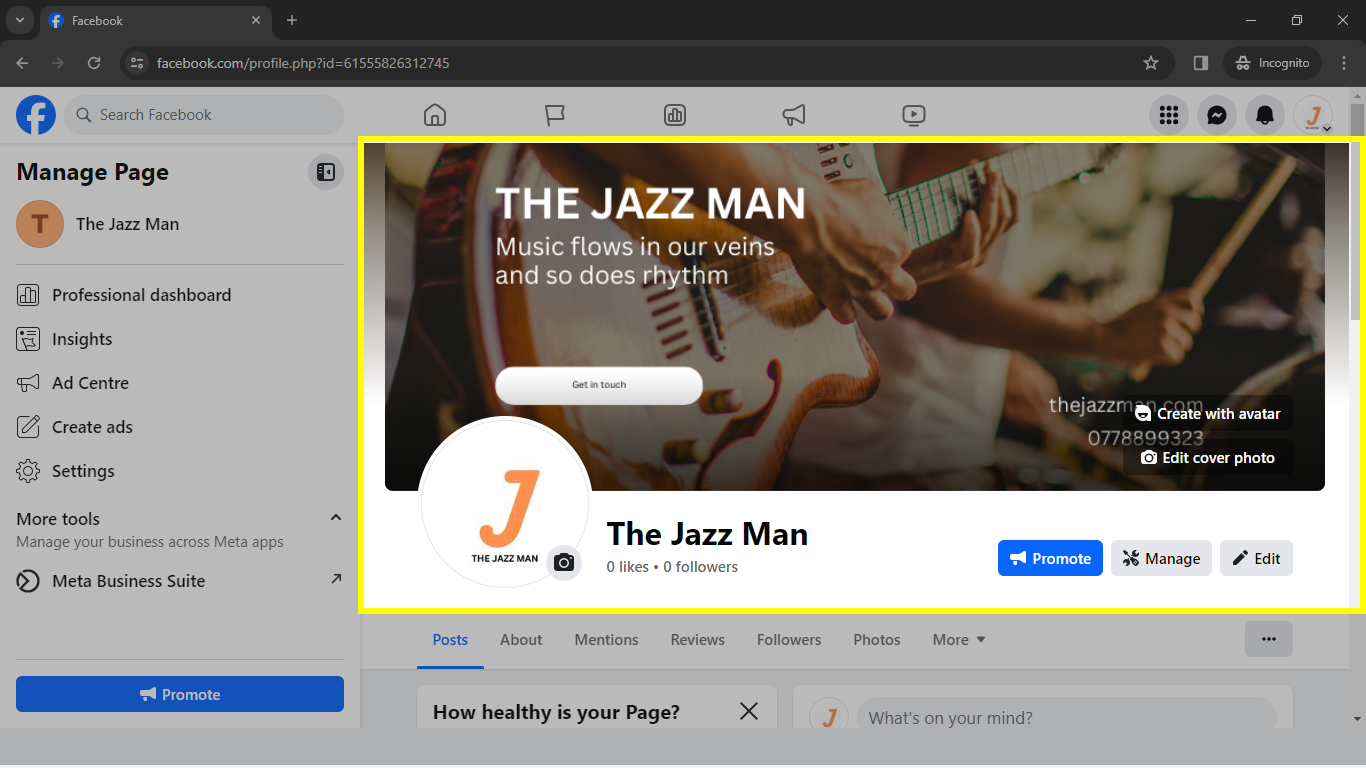 Facebook
facebook.com/profile.php?id=61555826312745
Incognito
Search Facebook
J
Manage Page
T
The Jazz Man
Professional dashboard
Insights
Ad Centre
Create ads
Settings
More tools
Manage your business across Meta apps
Meta Business Suite
Promote
THE JAZZ MAN
Music flows in our veins
and so does rhythm
Get in touch
thejazzman.com
0778899323
Create with avatar
Edit cover photo
J
THE JAZZ MAN
The Jazz Man
0 likes • 0 followers
Promote
Manage
Edit
Posts
About
Mentions
Reviews
Followers
Photos
More
How healthy is your Page?
J
What's on your mind?